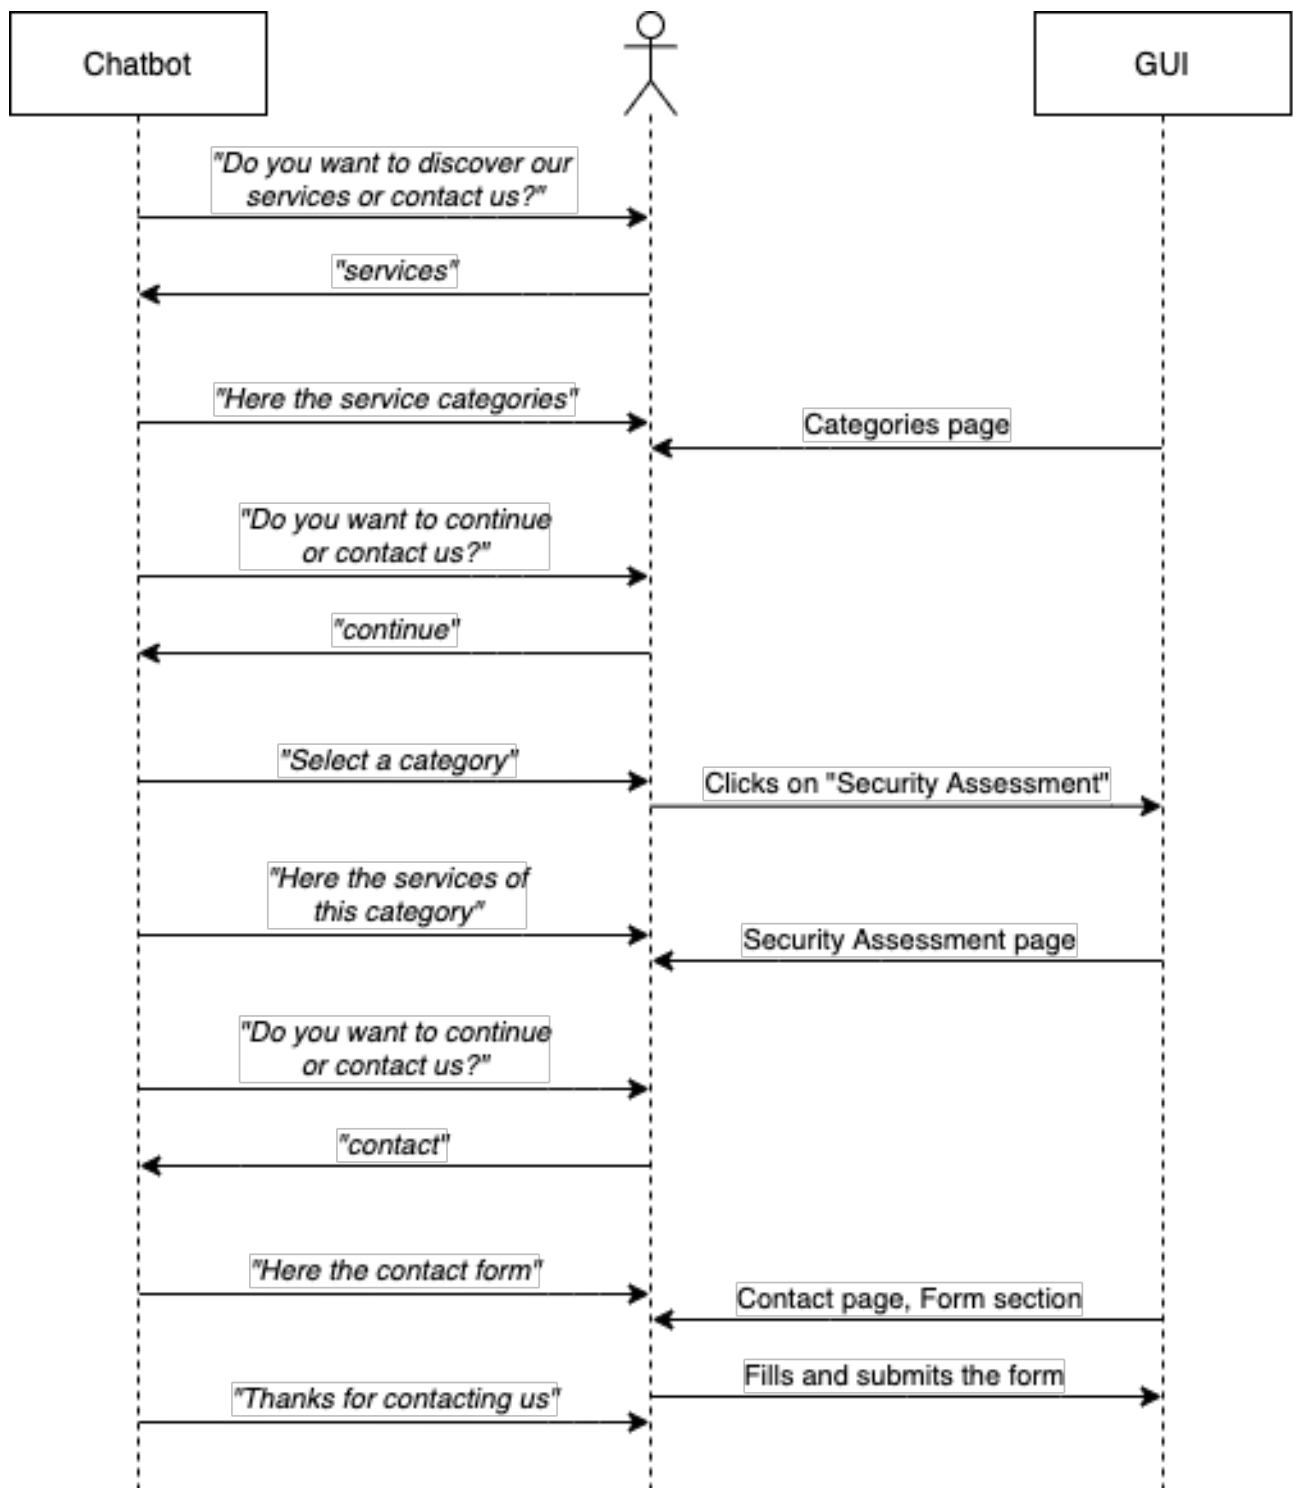 Chatbot
GUI
"Do you want to discover our
services or contact us?"
"services"
"Here the service categories"
Categories page
"Do you want to continue
or contact us?"
"continue"
"Select a category"
Clicks on "Security Assessment"
"Here the services of
this category"
Security Assessment page
"Do you want to continue
or contact us?"
"contact"
"Here the contact form"
Contact page, Form section
Fills and submits the form
"Thanks for contacting us"